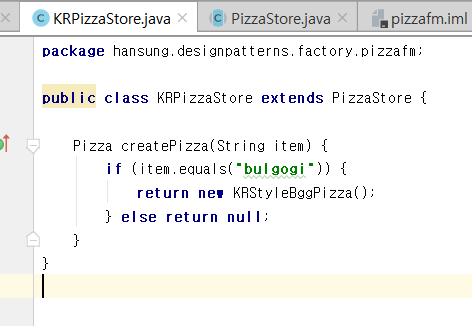 KRPizzaStore.java PizzaStore.java pizzafm.iml
package hansung.designpatterns.factory.pizzafm;
public class KRPizzaStore extends PizzaStore {
Pizza createPizza(String item) {
if (item.equals("bulgogi")) {
return new KRStyleBggPizza();
} else return null;
}
}